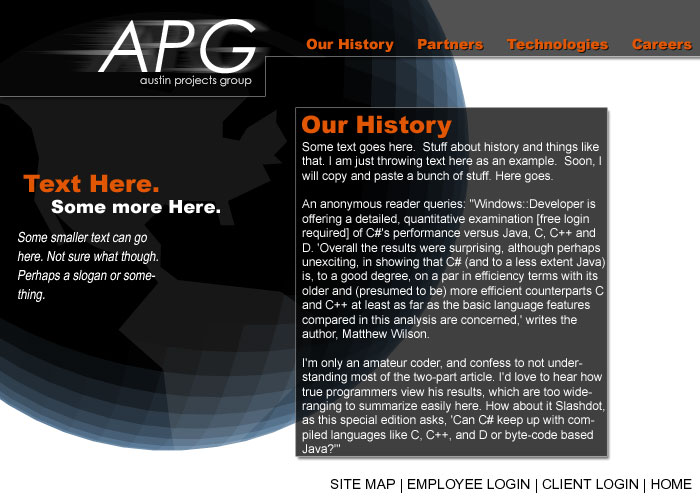 APG
austin projects group
Our History Partners Technologies Careers
Text Here.
Some more Here.
Some smaller text can go
here. Not sure what though.
Perhaps a slogan or some-
thing.
Our History
Some text goes here. Stuff about history and things like
that. I am just throwing text here as an example. Soon, I
will copy and paste a bunch of stuff. Here goes.
An anonymous reader queries: "Windows::Developer is
offering a detailed, quantitative examination [free login
required] of C#'s performance versus Java, C, C++ and
D. 'Overall the results were surprising, although perhaps
unexciting, in showing that C# (and to a less extent Java)
is, to a good degree, on a par in efficiency terms with its
older and (presumed to be) more efficient counterparts C
and C++ at least as far as the basic language features
compared in this analysis are concerned,' writes the
author, Matthew Wilson.
I'm only an amateur coder, and confess to not under-
standing most of the two-part article. I'd love to hear how
true programmers view his results, which are too wide-
ranging to summarize easily here. How about it Slashdot,
as this special edition asks, 'Can C# keep up with com-
piled languages like C, C++, and D or byte-code based
Java?'"
SITE MAP | EMPLOYEE LOGIN | CLIENT LOGIN | HOME